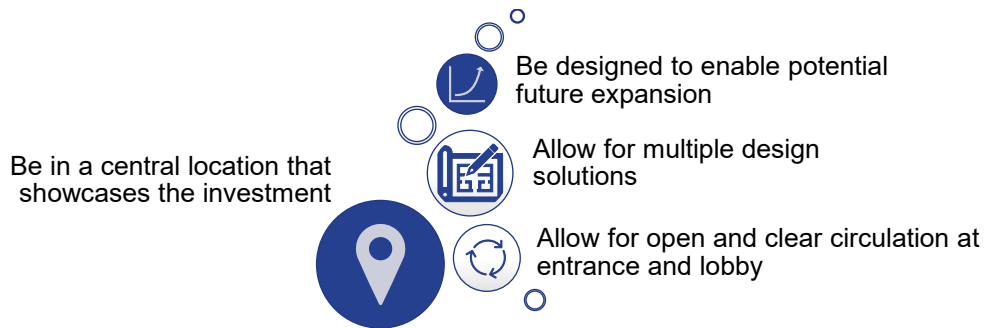 Be designed to enable potential
future expansion
Allow for multiple design
solutions
Be in a central location that
showcases the investment
Allow for open and clear circulation at
entrance and lobby